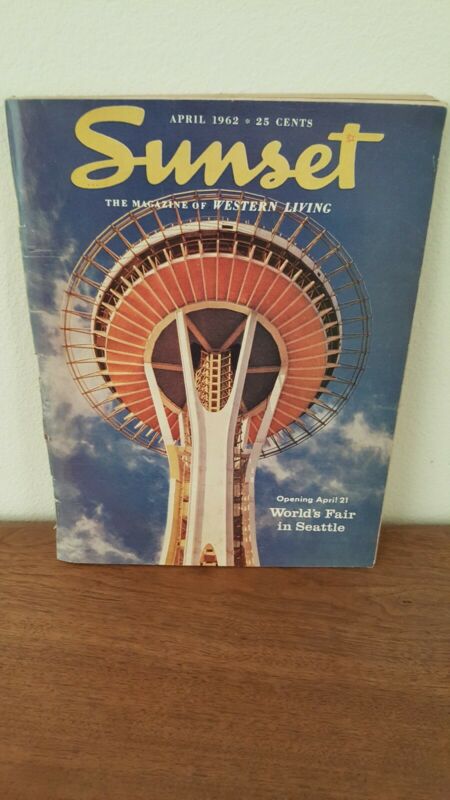 APRIL 1962 • 25 CENTS
Sunset
THE MAGAZINE OF WESTERN LIVING
Opening April 21
World's Fair
in Seattle